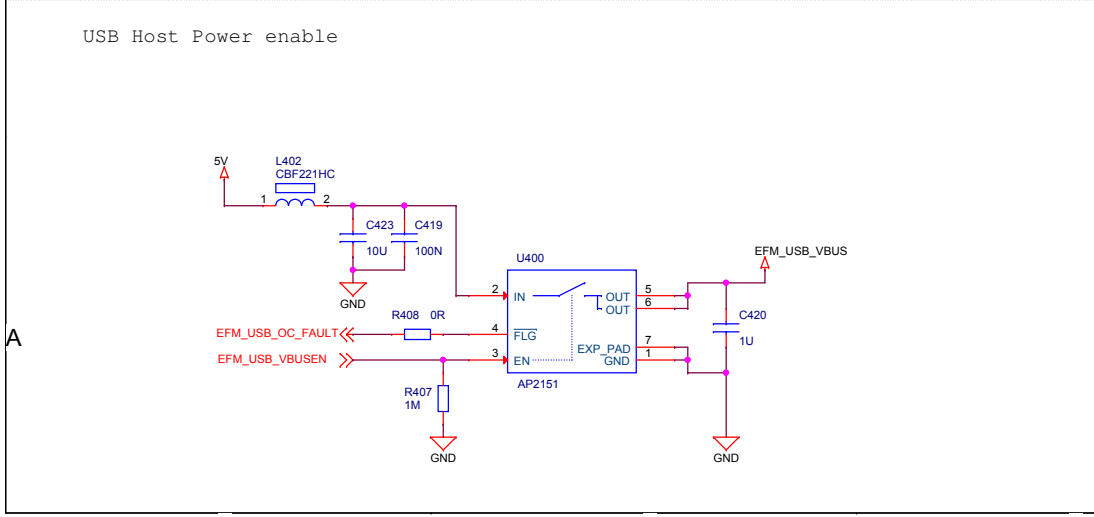 USB Host Power enable
5V
L402
CBF221HC
1 2
C423 C419
10U 100N
GND
U400
EFM_USB_VBUS
2 IN
OUT 5
OUT 6
R408 0R
EFM_USB_OC_FAULT
4 FLG
C420
1U
A
EFM_USB_VBUSEN
3 EN
EXP_PAD 7
GND 1
AP2151
R407
1M
GND
GND